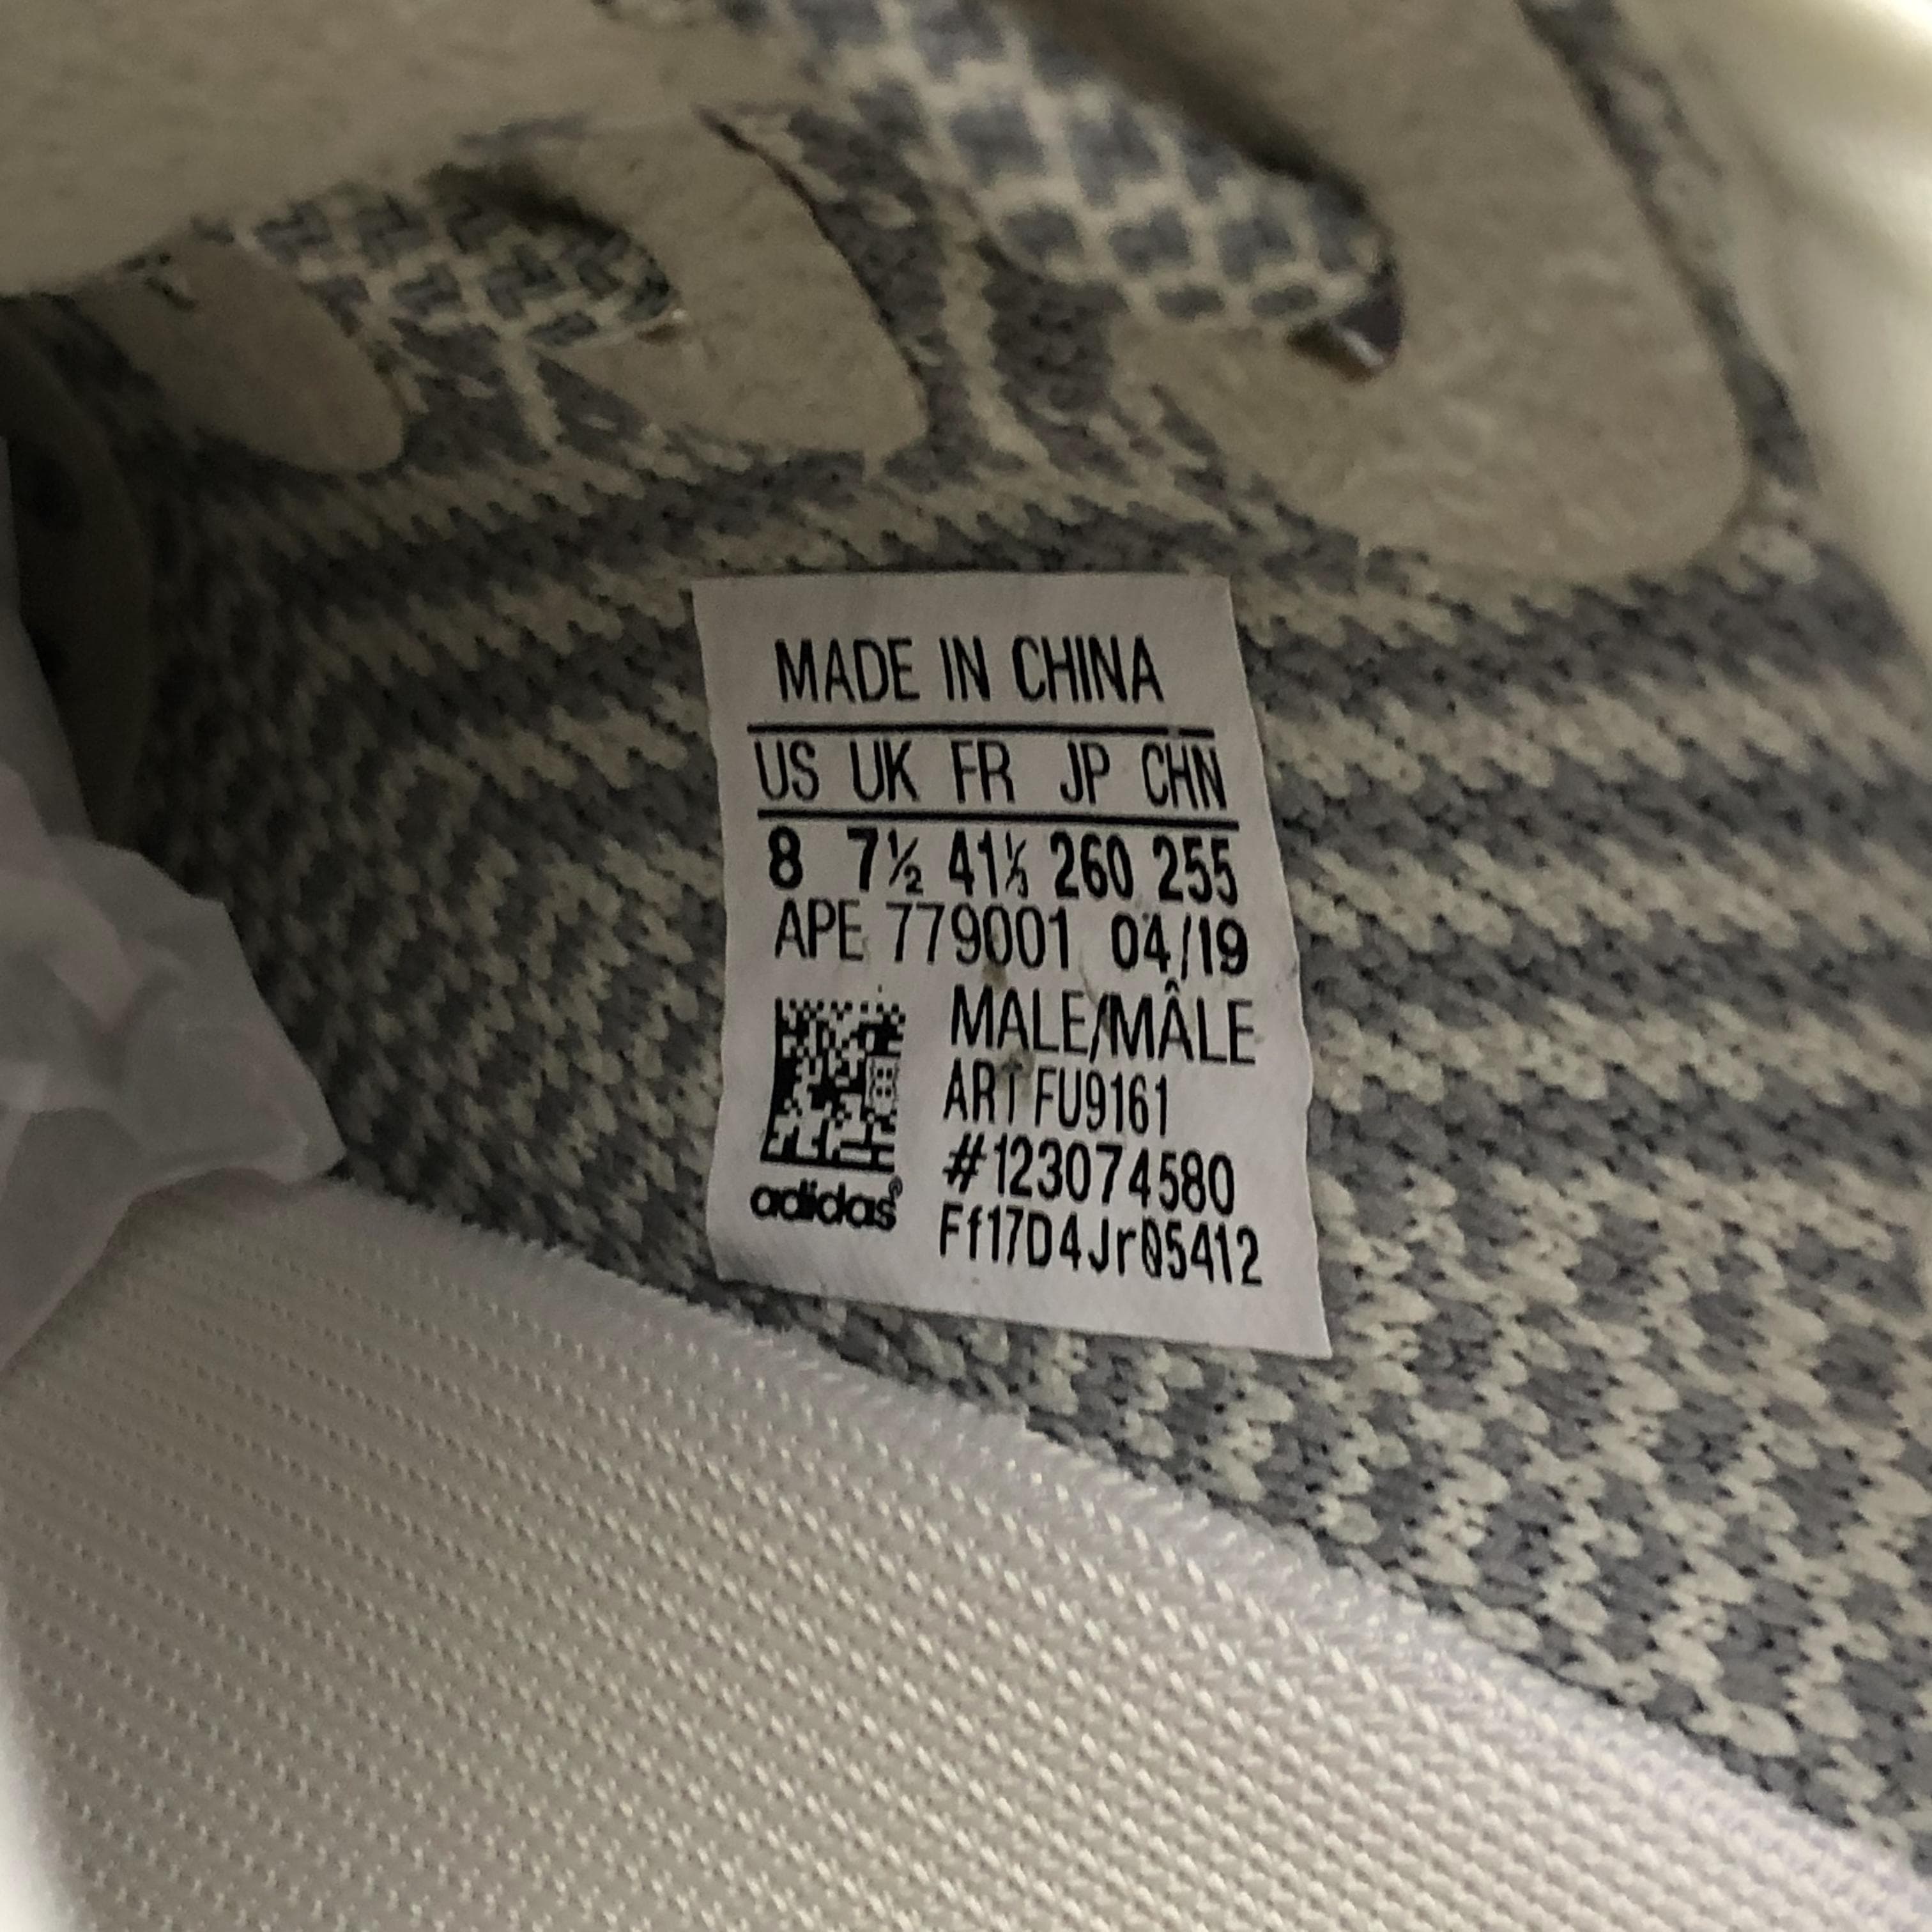 MADE IN CHINA
US UK FR JP CHN
8 7½ 41⅓ 260 255
APE 779001 04/19
MALE/MÂLE
ART FU9161
#123074580
Ff17D4Jr05412
adidas®